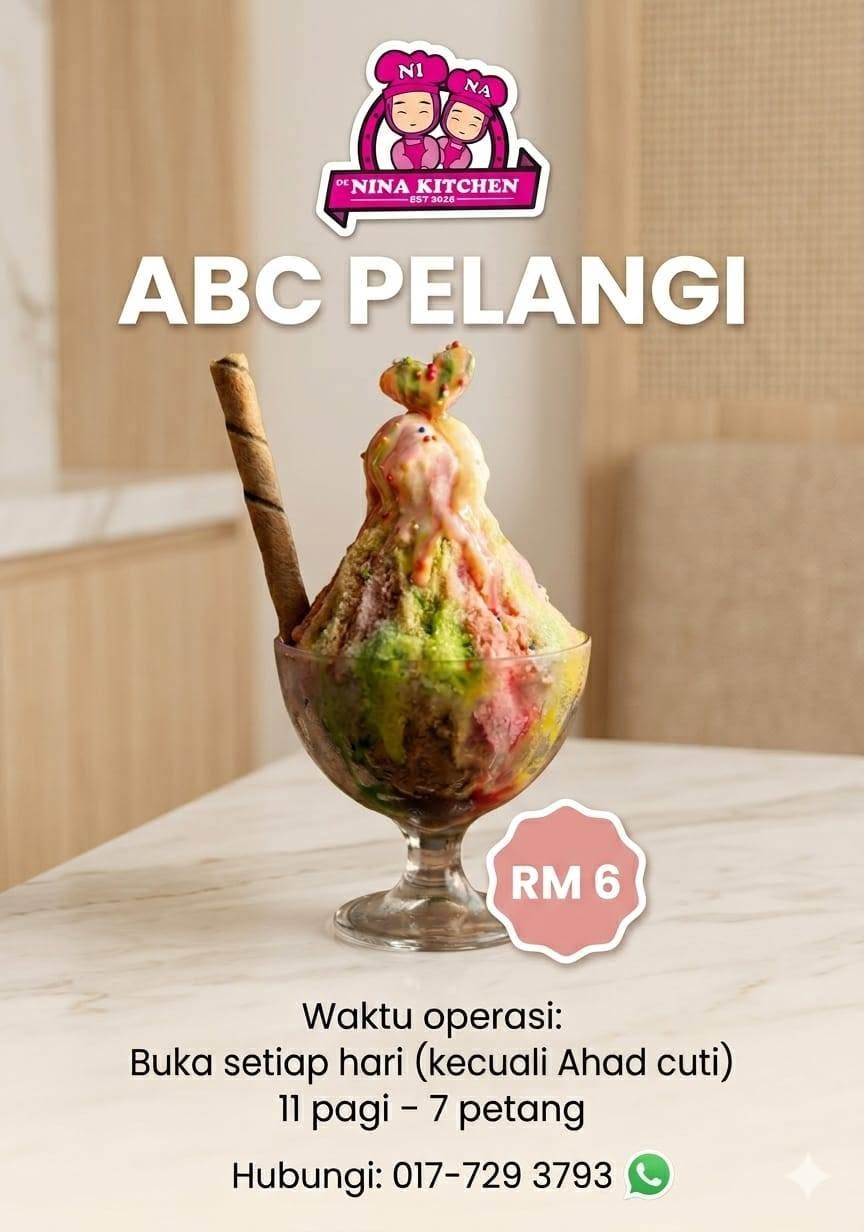 NI
NA
DE NINA KITCHEN
EST 3026
ABC PELANGI
RM 6
Waktu operasi:
Buka setiap hari (kecuali Ahad cuti)
11 pagi - 7 petang
Hubungi: 017-729 3793